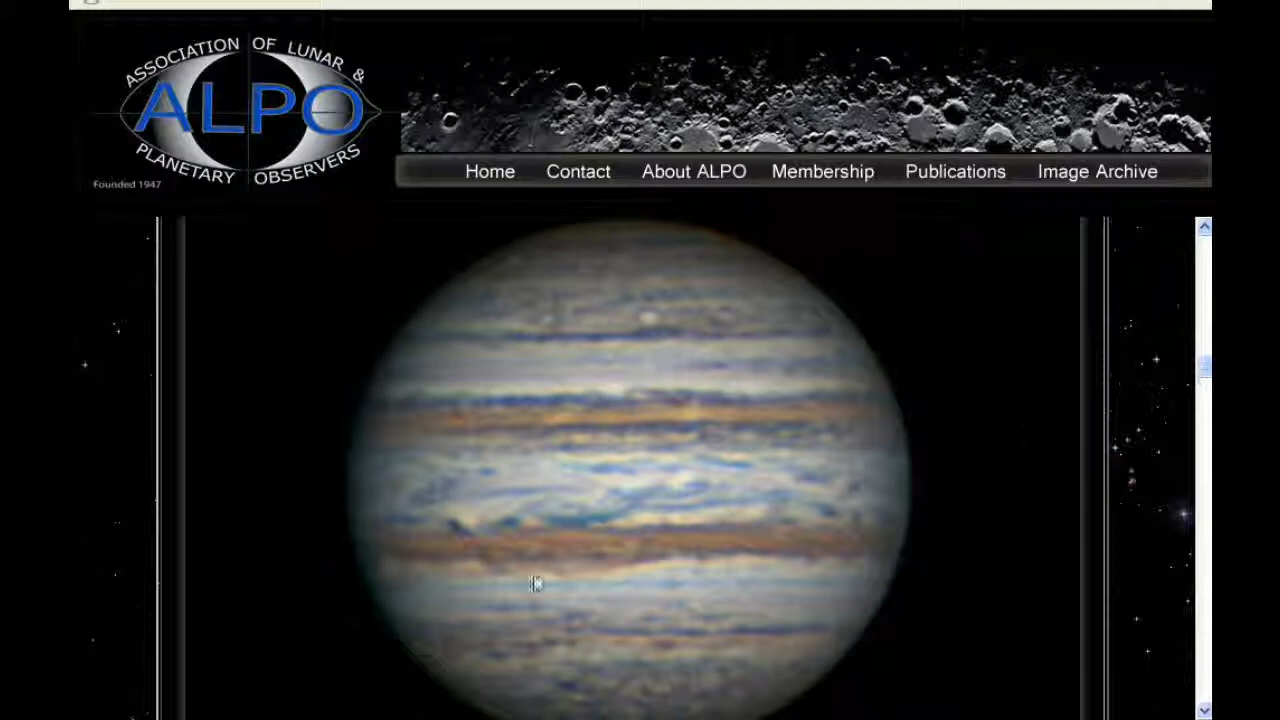 ASSOCIATION OF LUNAR &
ALPO
PLANETARY OBSERVERS
Founded 1947
Home Contact About ALPO Membership Publications Image Archive